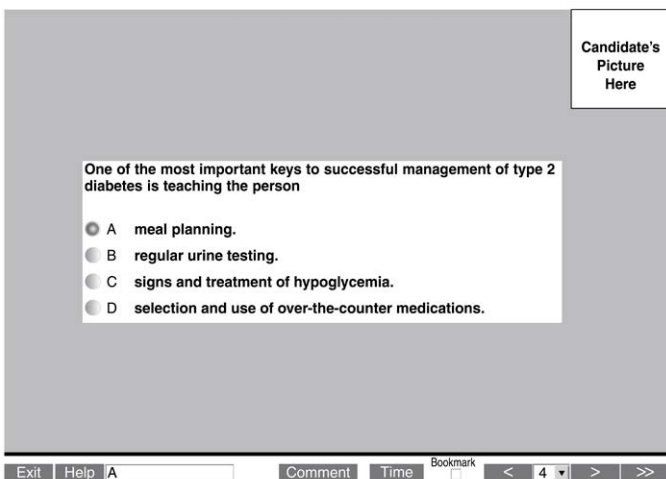 Candidate's
Picture
Here
One of the most important keys to successful management of type 2
diabetes is teaching the person
A meal planning.
B regular urine testing.
C signs and treatment of hypoglycemia.
D selection and use of over-the-counter medications.
Bookmark
Exit Help A Comment Time < 4 > >>